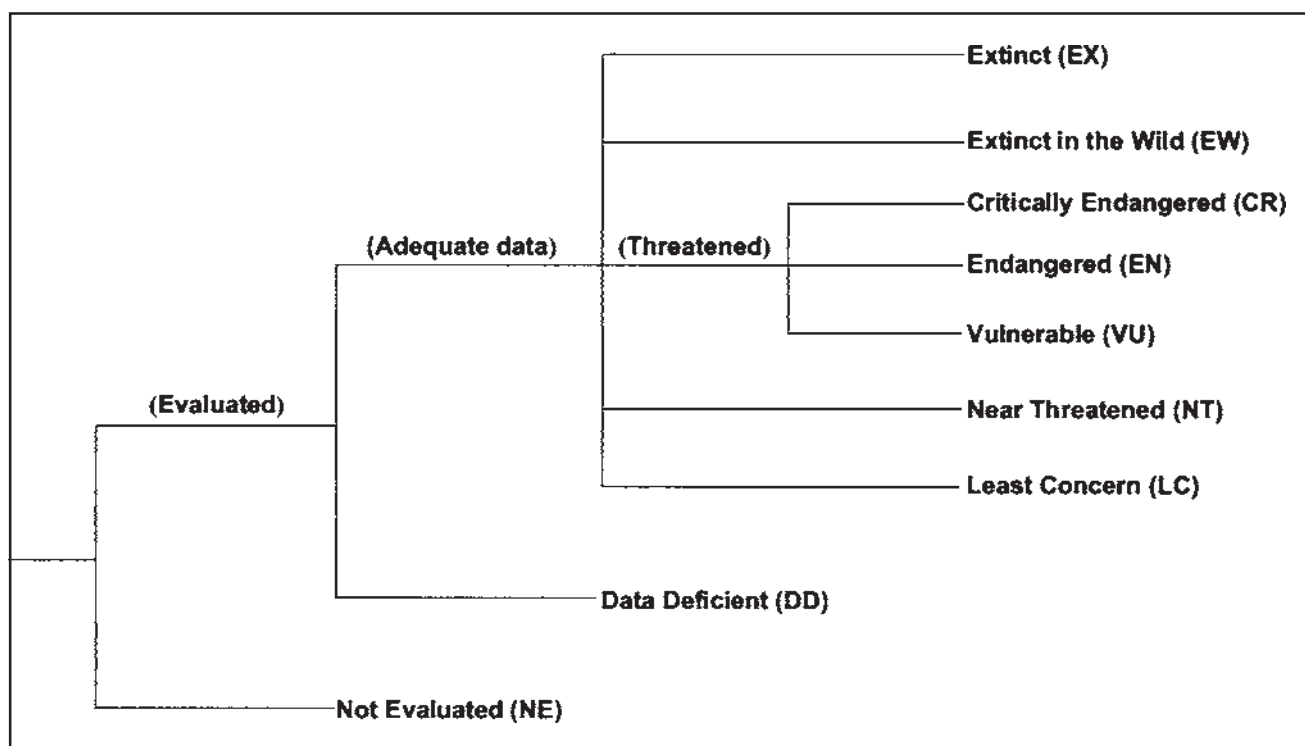 Extinct (EX)
Extinct in the Wild (EW)
Critically Endangered (CR)
(Adequate data)
(Threatened)
Endangered (EN)
Vulnerable (VU)
(Evaluated)
Near Threatened (NT)
Least Concern (LC)
Data Deficient (DD)
Not Evaluated (NE)